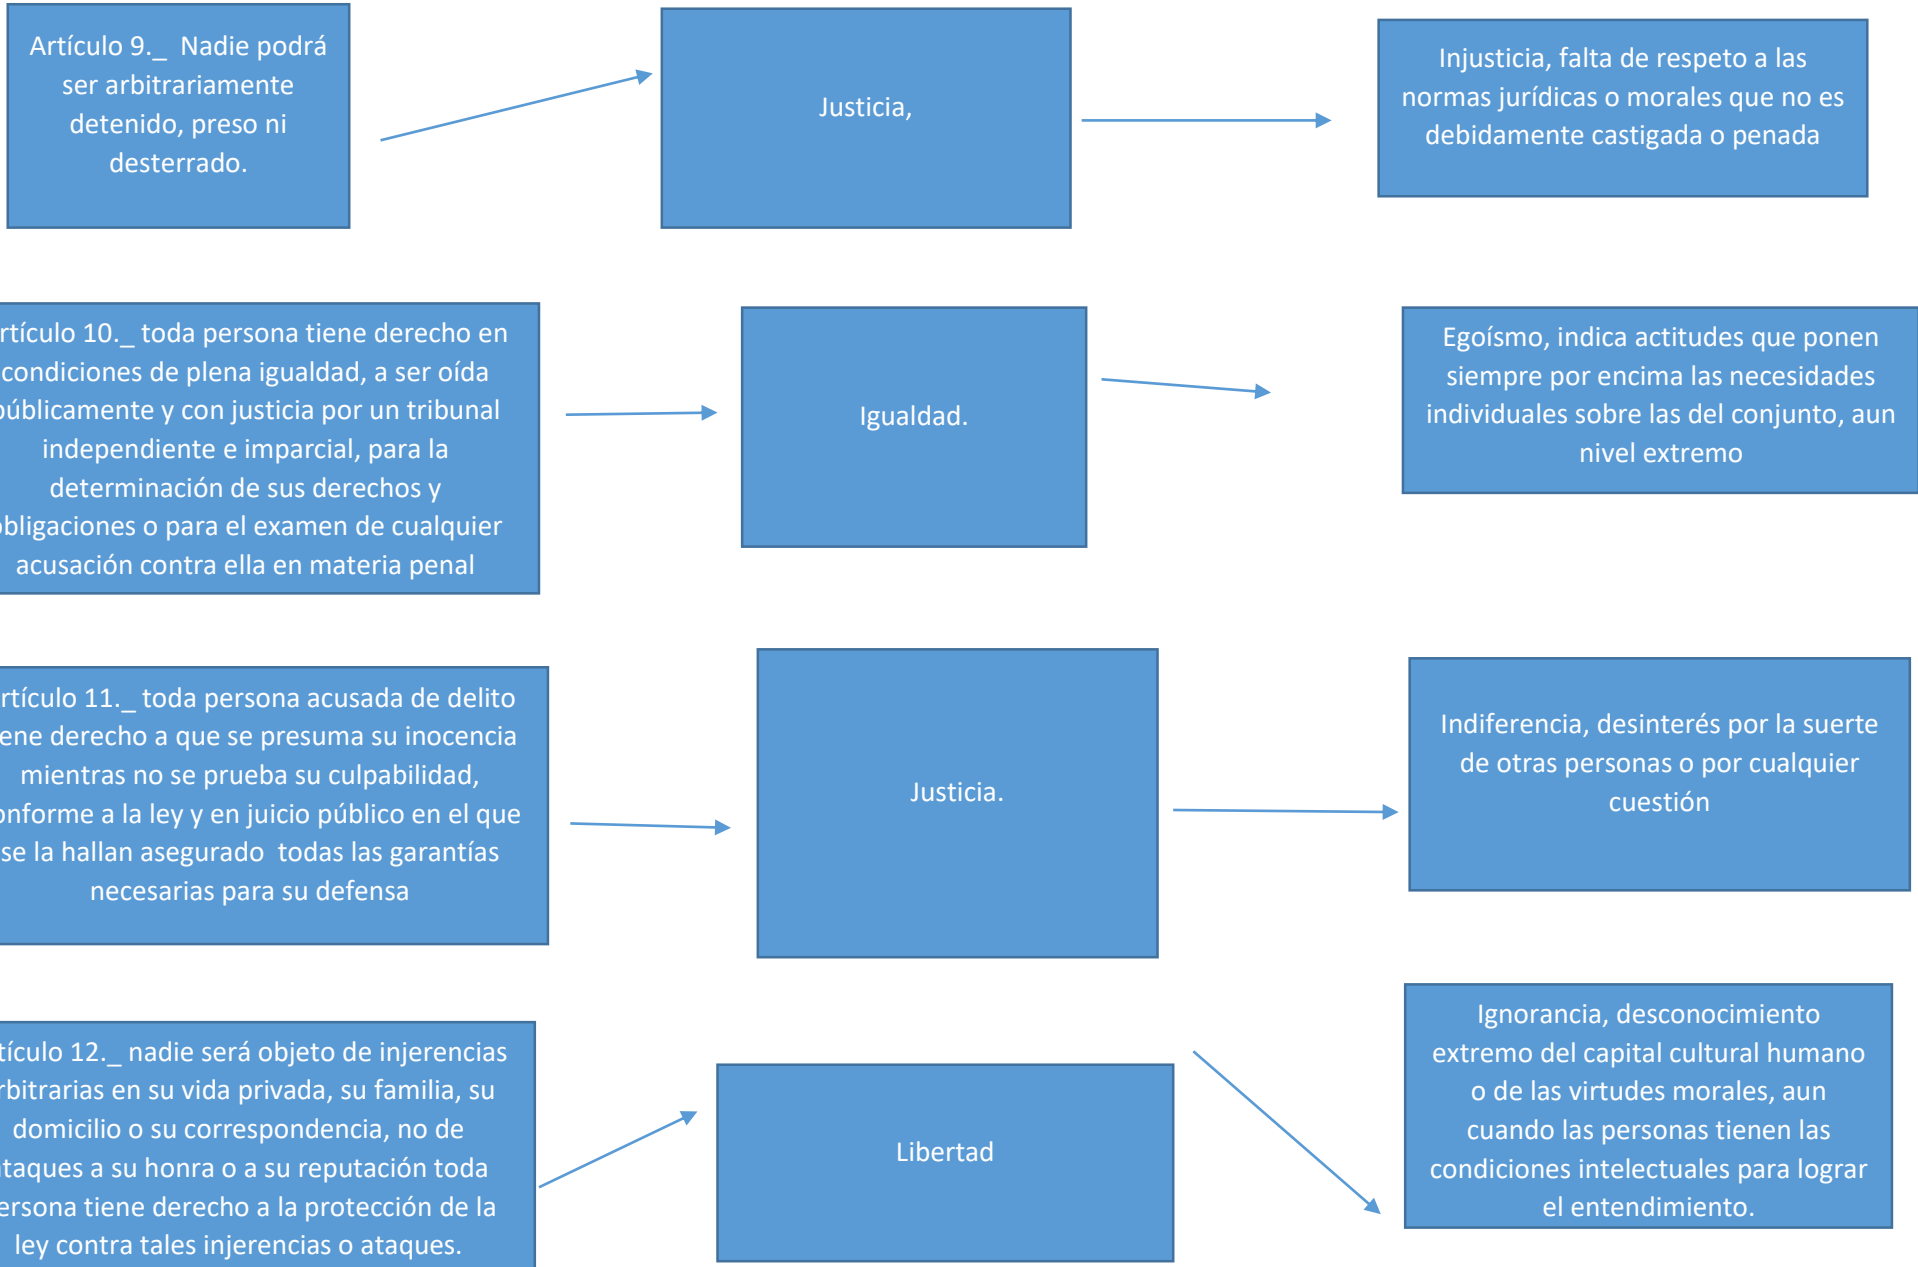 Artículo 9._ Nadie podrá
ser arbitrariamente
detenido, preso ni
desterrado.
Justicia,
Injusticia, falta de respeto a las
normas jurídicas o morales que no es
debidamente castigada o penada
rtículo 10._ toda persona tiene derecho en
condiciones de plena igualdad, a ser oída
públicamente y con justicia por un tribunal
independiente e imparcial, para la
determinación de sus derechos y
obligaciones o para el examen de cualquier
acusación contra ella en materia penal
Igualdad.
Egoísmo, indica actitudes que ponen
siempre por encima las necesidades
individuales sobre las del conjunto, aun
nivel extremo
rtículo 11._ toda persona acusada de delito
iene derecho a que se presuma su inocencia
mientras no se prueba su culpabilidad,
onforme a la ley y en juicio público en el que
se la hallan asegurado todas las garantías
necesarias para su defensa
Justicia.
Indiferencia, desinterés por la suerte
de otras personas o por cualquier
cuestión
tículo 12._ nadie será objeto de injerencias
rbitrarias en su vida privada, su familia, su
domicilio o su correspondencia, no de
ataques a su honra o a su reputación toda
ersona tiene derecho a la protección de la
ley contra tales injerencias o ataques.
Libertad
Ignorancia, desconocimiento
extremo del capital cultural humano
o de las virtudes morales, aun
cuando las personas tienen las
condiciones intelectuales para lograr
el entendimiento.